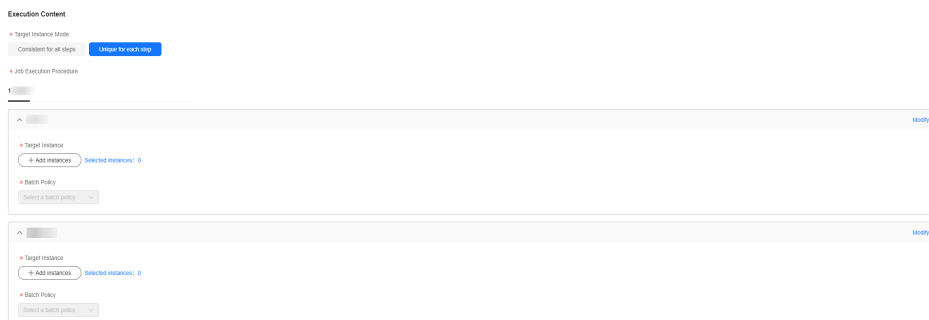 Execution Content
* Target Instance Mode
Consistent for all steps Unique for each step
* Job Execution Procedure
1
Modify
* Target Instance
+ Add instances Selected instances: 0
* Batch Policy
Select a batch policy
Modify
* Target Instance
+ Add instances Selected instances: 0
* Batch Policy
Select a batch policy